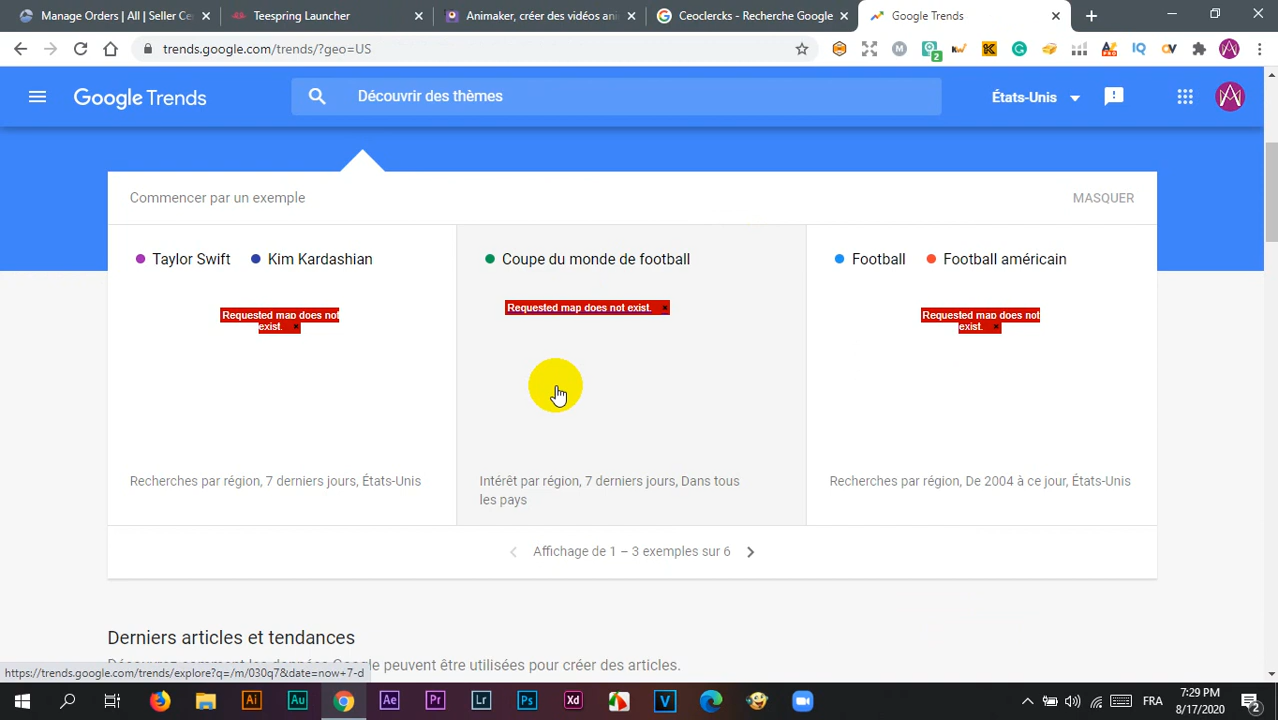 Manage Orders | All | Seller Ce
Teespring Launcher
Animaker, créer des vidéos ani
Ceoclercks - Recherche Google
Google Trends
trends.google.com/trends/?geo=US
Google Trends
Découvrir des thèmes
États-Unis
Commencer par un exemple
MASQUER
Taylor Swift
Kim Kardashian
Coupe du monde de football
Football
Football américain
Requested map does not
exist. ×
Requested map does not exist. ×
Requested map does not
exist. ×
Recherches par région, 7 derniers jours, États-Unis
Intérêt par région, 7 derniers jours, Dans tous
les pays
Recherches par région, De 2004 à ce jour, États-Unis
Affichage de 1 – 3 exemples sur 6
Derniers articles et tendances
peuvent être utilisées pour créer des articles.
https://trends.google.com/trends/explore?q=/m/030q7&date=now+7-d
FRA
7:29 PM
8/17/2020